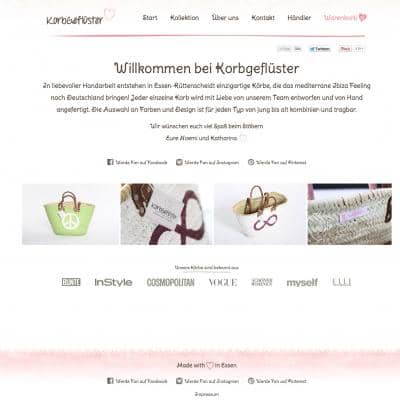 Korbgeflüster
Start Kollektion Über uns Kontakt Händler Warenkorb
Twittern
Willkommen bei Korbgeflüster
In liebevoller Handarbeit entstehen in Essen-Rüttenscheidt einzigartige Körbe, die das mediterrane Ibiza Feeling
nach Deutschland bringen! Jeder einzelne Korb wird mit Liebe von unserem Team entworfen und von Hand
angefertigt. Die Auswahl an Farben und Design ist für jeden Typ von jung bis alt kombinier- und tragbar.
Wir wünschen euch viel Spaß beim Stöbern
Eure Noemi und Katharina
Werde Fan auf Facebook Werde Fan auf Instagram Werde Fan auf Pinterest
Unsere Körbe sind bekannt aus
BUNTE InStyle COSMOPOLITAN VOGUE SCHÖNER WOHNEN myself
Made with in Essen.
Werde Fan auf Facebook Werde Fan auf Instagram Werde Fan auf Pinterest
Impressum